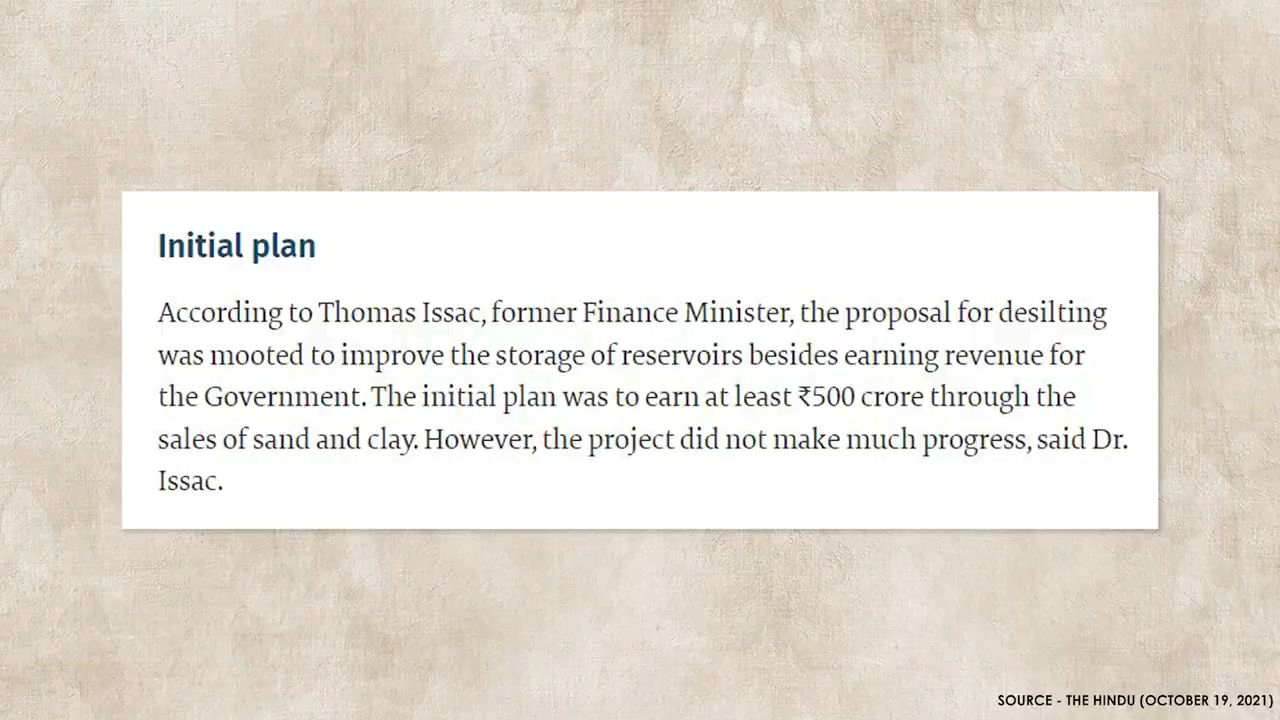 Initial plan
According to Thomas Issac, former Finance Minister, the proposal for desilting
was mooted to improve the storage of reservoirs besides earning revenue for
the Government. The initial plan was to earn at least ₹500 crore through the
sales of sand and clay. However, the project did not make much progress, said Dr.
Issac.
SOURCE - THE HINDU (OCTOBER 19, 2021)